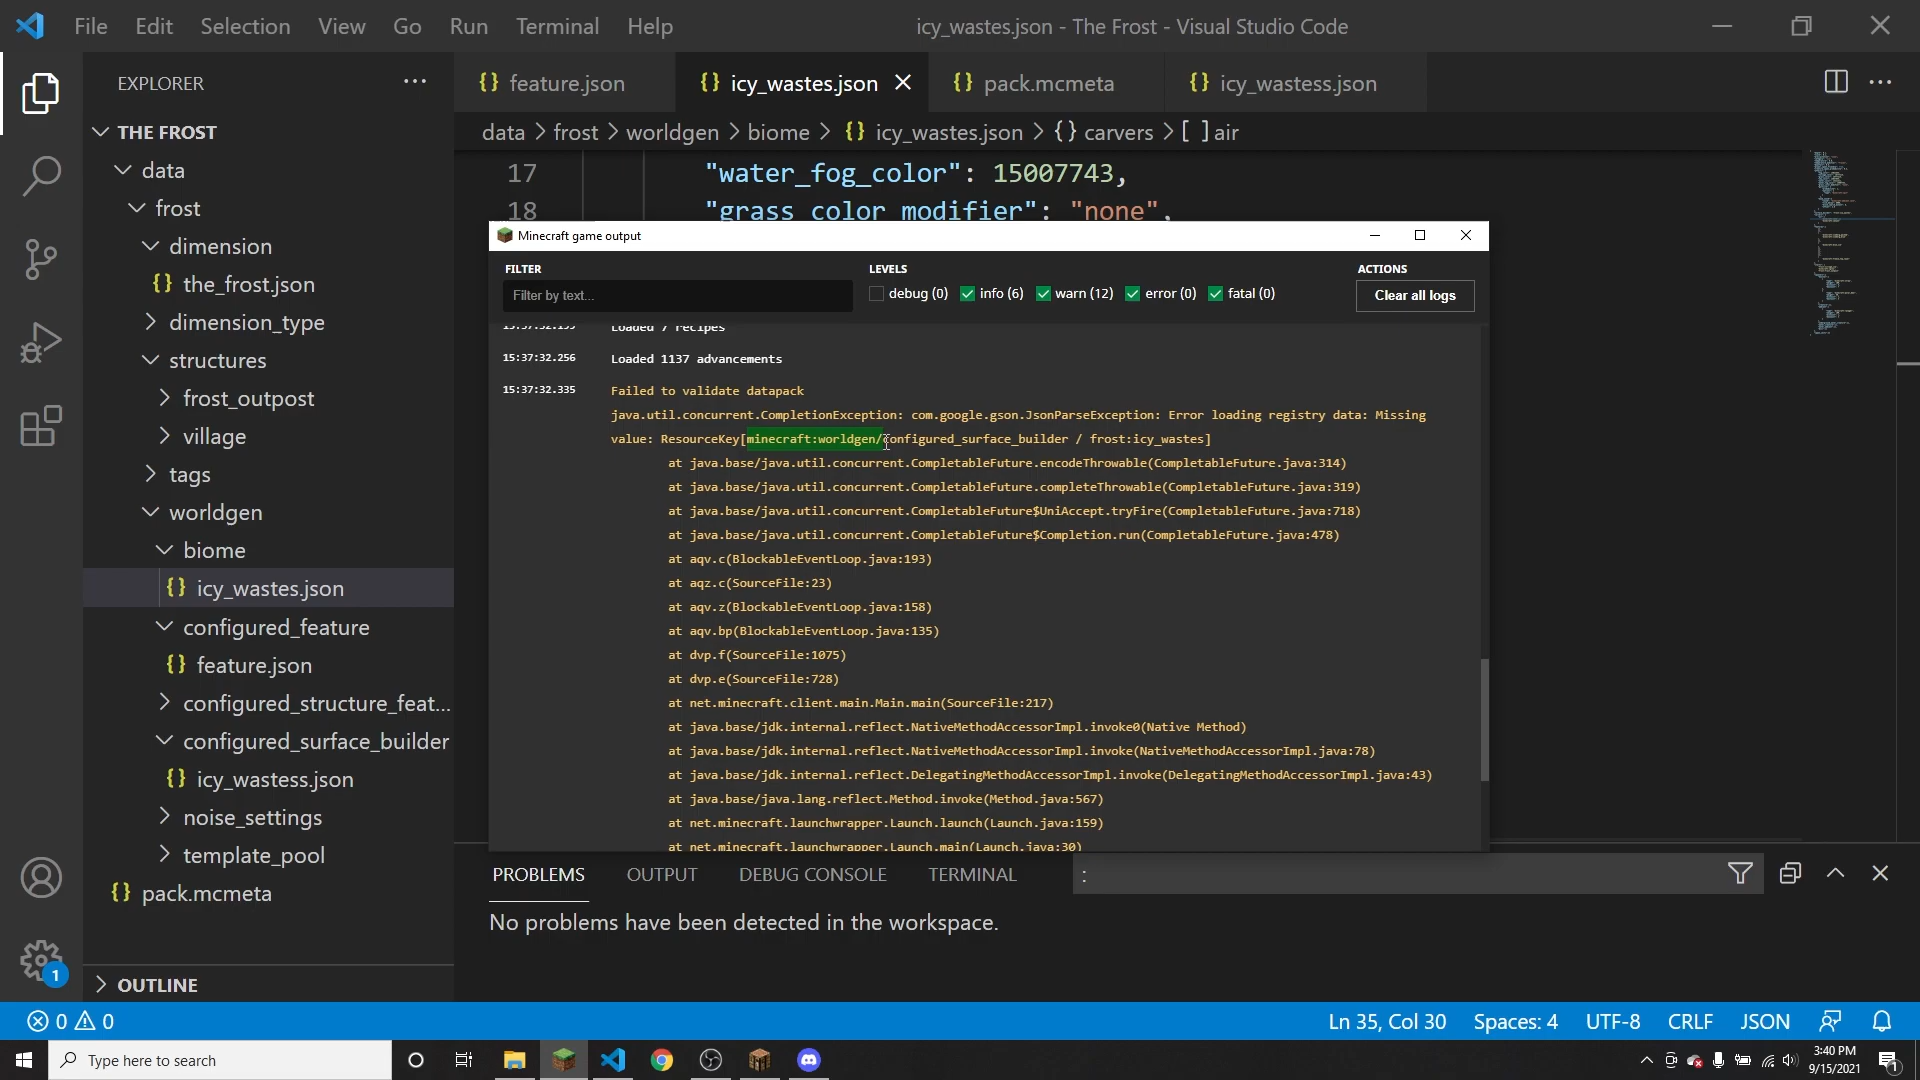 File Edit Selection View Go Run Terminal Help
icy_wastes.json - The Frost - Visual Studio Code
EXPLORER
THE FROST
data
frost
dimension
the_frost.json
dimension_type
structures
frost_outpost
village
tags
worldgen
biome
icy_wastes.json
configured_feature
feature.json
configured_structure_feat...
configured_surface_builder
icy_wastess.json
noise_settings
template_pool
pack.mcmeta
OUTLINE
feature.json
icy_wastes.json
pack.mcmeta
icy_wastess.json
data > frost > worldgen > biome > {} icy_wastes.json > {} carvers > [ ] air
17 "water_fog_color": 15007743,
18 "grass_color_modifier": "none",
Minecraft game output
FILTER
Filter by text...
LEVELS
debug (0) info (6) warn (12) error (0) fatal (0)
ACTIONS
Clear all logs
15:37:32.195 Loaded 7 recipes
15:37:32.256 Loaded 1137 advancements
15:37:32.335 Failed to validate datapack
java.util.concurrent.CompletionException: com.google.gson.JsonParseException: Error loading registry data: Missing
value: ResourceKey[minecraft:worldgen/configured_surface_builder / frost:icy_wastes]
at java.base/java.util.concurrent.CompletableFuture.encodeThrowable(CompletableFuture.java:314)
at java.base/java.util.concurrent.CompletableFuture.completeThrowable(CompletableFuture.java:319)
at java.base/java.util.concurrent.CompletableFuture$UniAccept.tryFire(CompletableFuture.java:718)
at java.base/java.util.concurrent.CompletableFuture$Completion.run(CompletableFuture.java:478)
at aqv.c(BlockableEventLoop.java:193)
at aqz.c(SourceFile:23)
at aqv.z(BlockableEventLoop.java:158)
at aqv.bp(BlockableEventLoop.java:135)
at dvp.f(SourceFile:1075)
at dvp.e(SourceFile:728)
at net.minecraft.client.main.Main.main(SourceFile:217)
at java.base/jdk.internal.reflect.NativeMethodAccessorImpl.invoke0(Native Method)
at java.base/jdk.internal.reflect.NativeMethodAccessorImpl.invoke(NativeMethodAccessorImpl.java:78)
at java.base/jdk.internal.reflect.DelegatingMethodAccessorImpl.invoke(DelegatingMethodAccessorImpl.java:43)
at java.base/java.lang.reflect.Method.invoke(Method.java:567)
at net.minecraft.launchwrapper.Launch.launch(Launch.java:159)
at net.minecraft.launchwrapper.Launch.main(Launch.java:30)
PROBLEMS OUTPUT DEBUG CONSOLE TERMINAL
:
No problems have been detected in the workspace.
1
0 0
Ln 35, Col 30 Spaces: 4 UTF-8 CRLF JSON
Type here to search
3:40 PM
9/15/2021
1